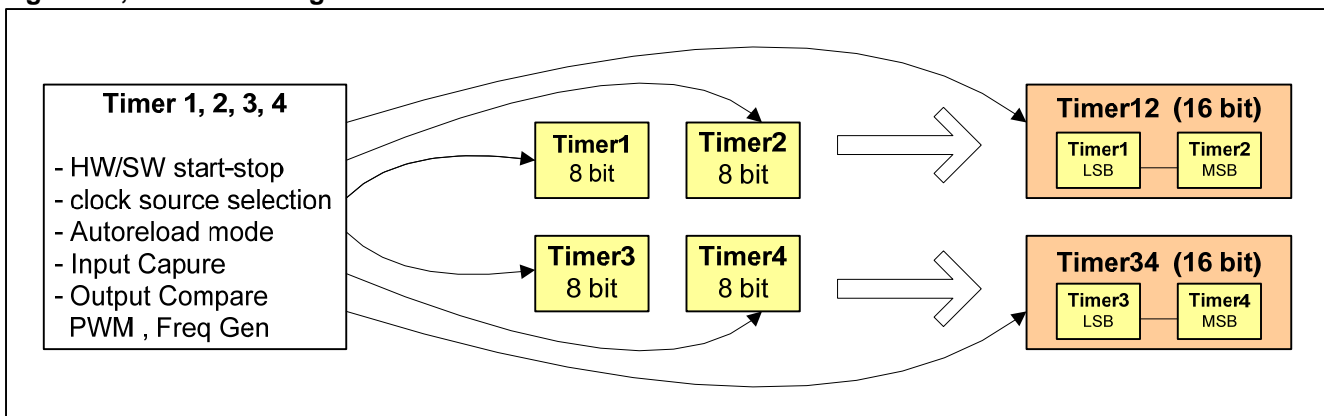 Timer 1, 2, 3, 4
- HW/SW start-stop
- clock source selection
- Autoreload mode
- Input Capure
- Output Compare
PWM , Freq Gen
Timer1
8 bit
Timer2
8 bit
Timer3
8 bit
Timer4
8 bit
Timer12 (16 bit)
Timer1
LSB
Timer2
MSB
Timer34 (16 bit)
Timer3
LSB
Timer4
MSB